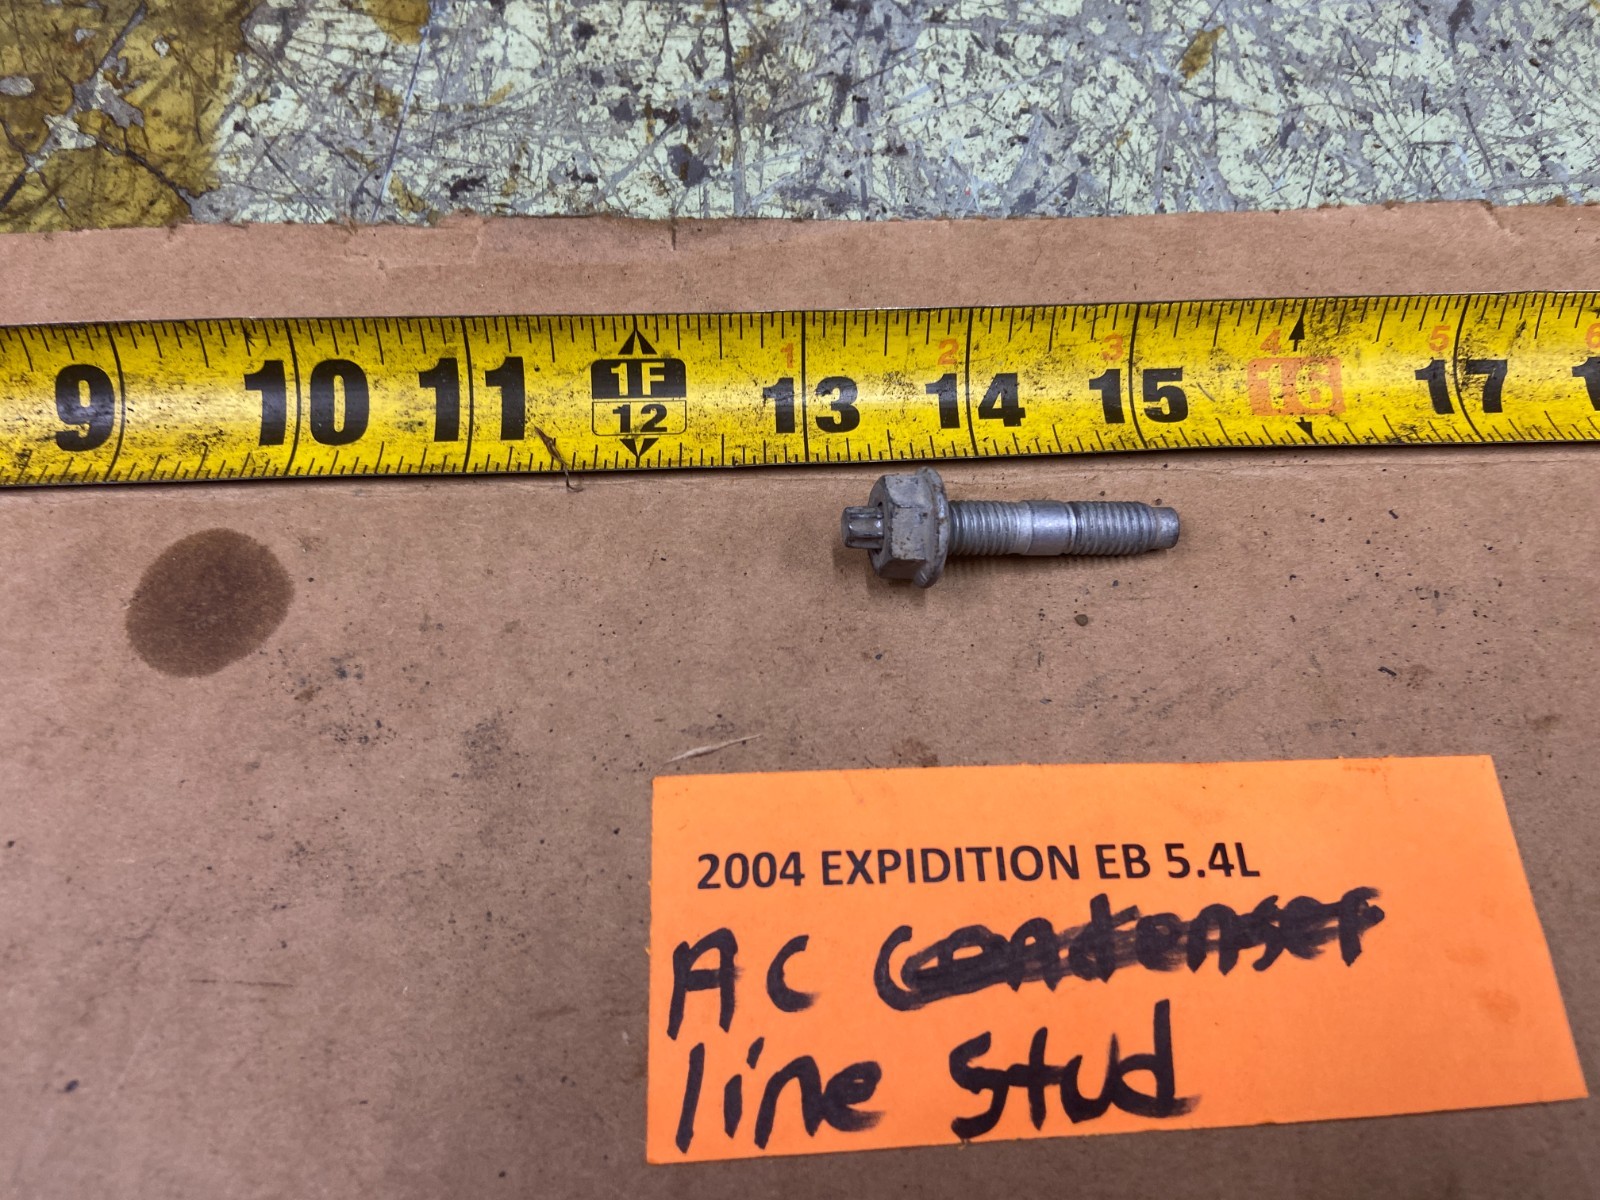 1 2 3 4 5 6
9 10 11 1F 13 14 15 16 17
12
2004 EXPIDITION EB 5.4L
AC Condenser
line Stud